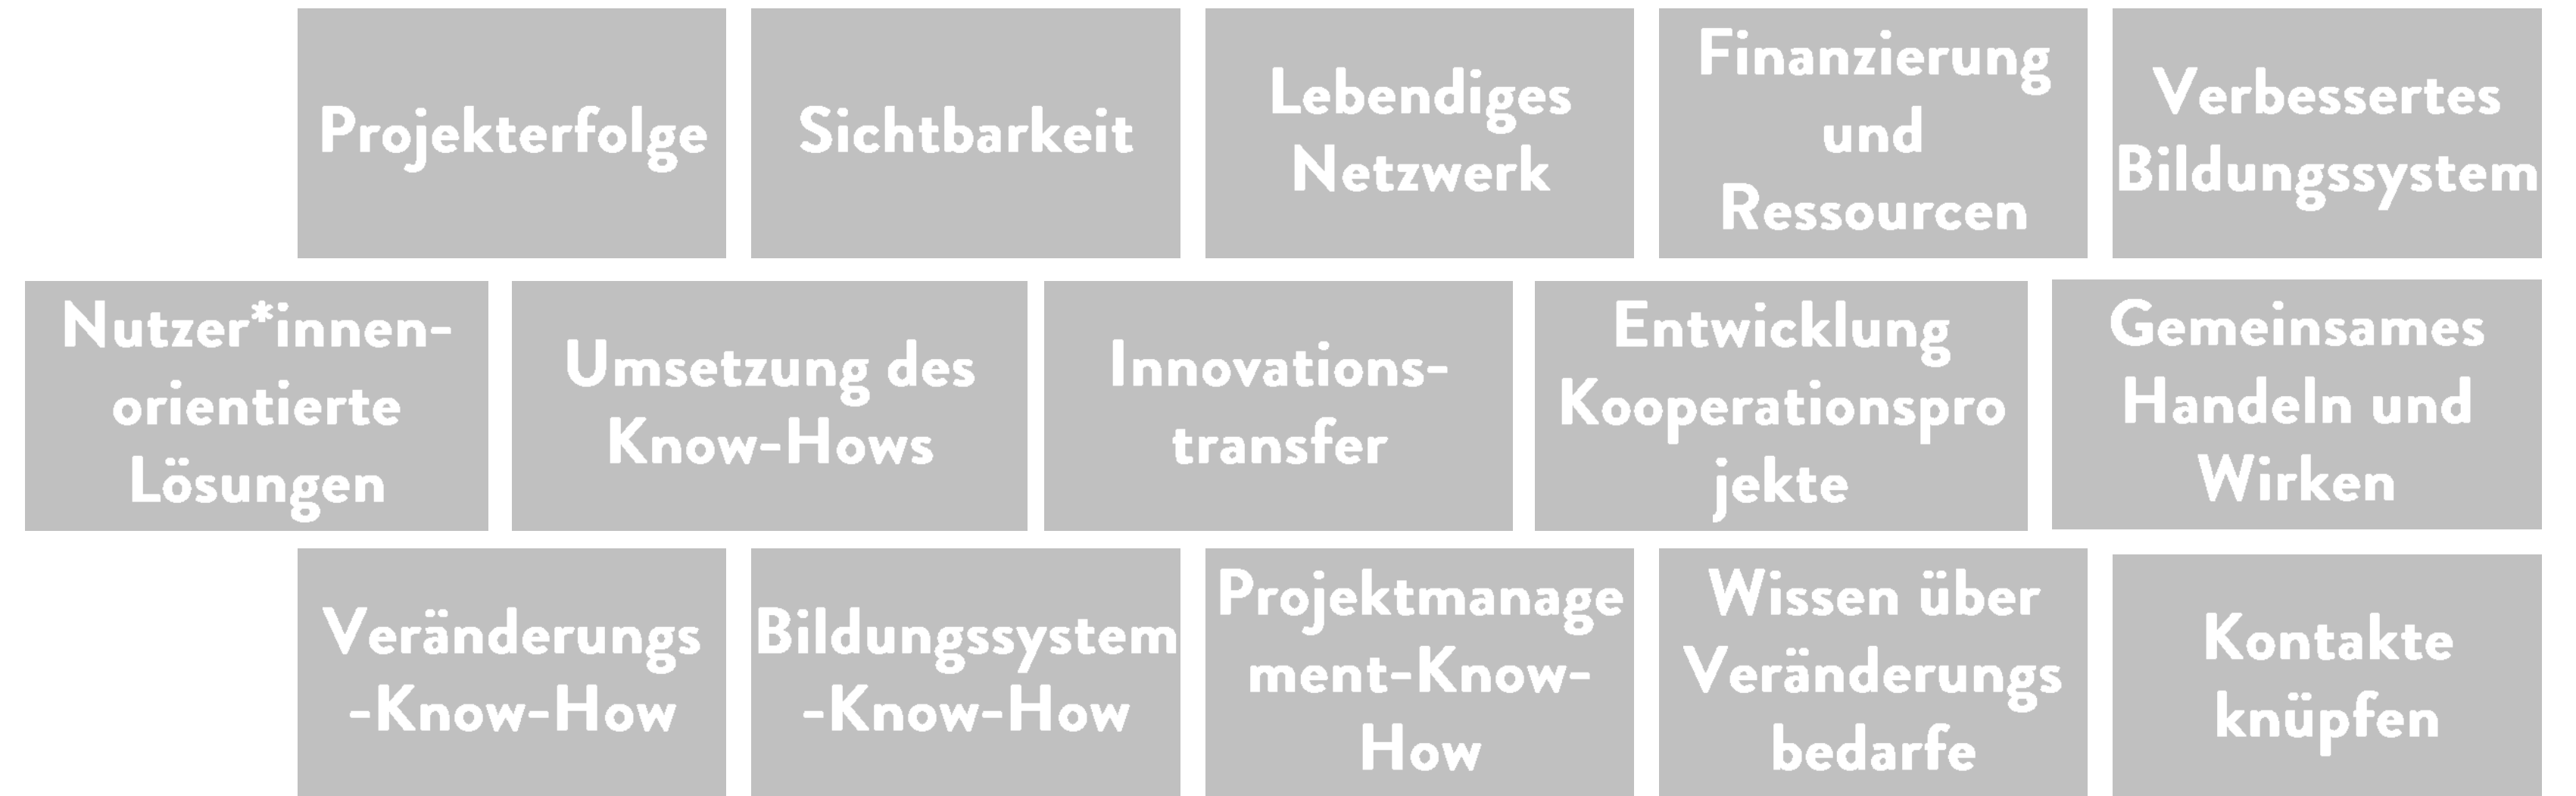 Projekterfolge
Sichtbarkeit
Lebendiges
Netzwerk
Finanzierung
und
Ressourcen
Verbessertes
Bildungssystem
Nutzer*innen-
orientierte
Lösungen
Umsetzung des
Know-Hows
Innovations-
transfer
Entwicklung
Kooperationspro
jekte
Gemeinsames
Handeln und
Wirken
Veränderungs
-Know-How
Bildungssystem
-Know-How
Projektmanage
ment-Know-
How
Wissen über
Veränderungs
bedarfe
Kontakte
knüpfen